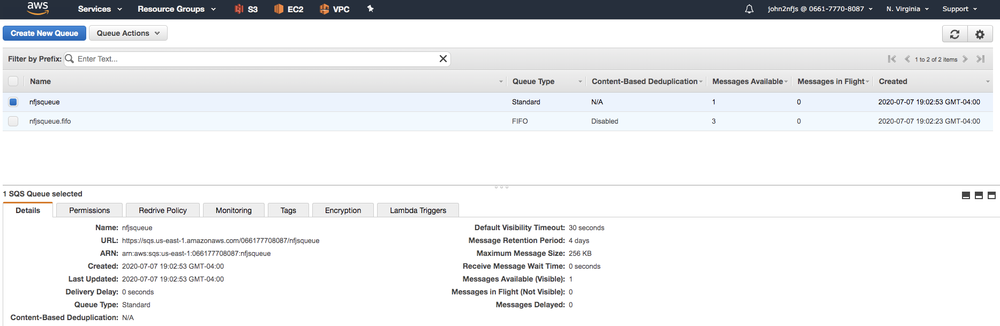 aws Services Resource Groups S3 EC2 VPC john2nfjs @ 0661-7770-8087 N. Virginia Support
Create New Queue Queue Actions
Filter by Prefix: Enter Text... 1 to 2 of 2 items
Name Queue Type Content-Based Deduplication Messages Available Messages in Flight Created
nfjsqueue Standard N/A 1 0 2020-07-07 19:02:53 GMT-04:00
nfjsqueue.fifo FIFO Disabled 3 0 2020-07-07 19:02:23 GMT-04:00
1 SQS Queue selected
Details Permissions Redrive Policy Monitoring Tags Encryption Lambda Triggers
Name: nfjsqueue Default Visibility Timeout: 30 seconds
URL: https://sqs.us-east-1.amazonaws.com/066177708087/nfjsqueue Message Retention Period: 4 days
ARN: arn:aws:sqs:us-east-1:066177708087:nfjsqueue Maximum Message Size: 256 KB
Created: 2020-07-07 19:02:53 GMT-04:00 Receive Message Wait Time: 0 seconds
Last Updated: 2020-07-07 19:02:53 GMT-04:00 Messages Available (Visible): 1
Delivery Delay: 0 seconds Messages in Flight (Not Visible): 0
Queue Type: Standard Messages Delayed: 0
Content-Based Deduplication: N/A